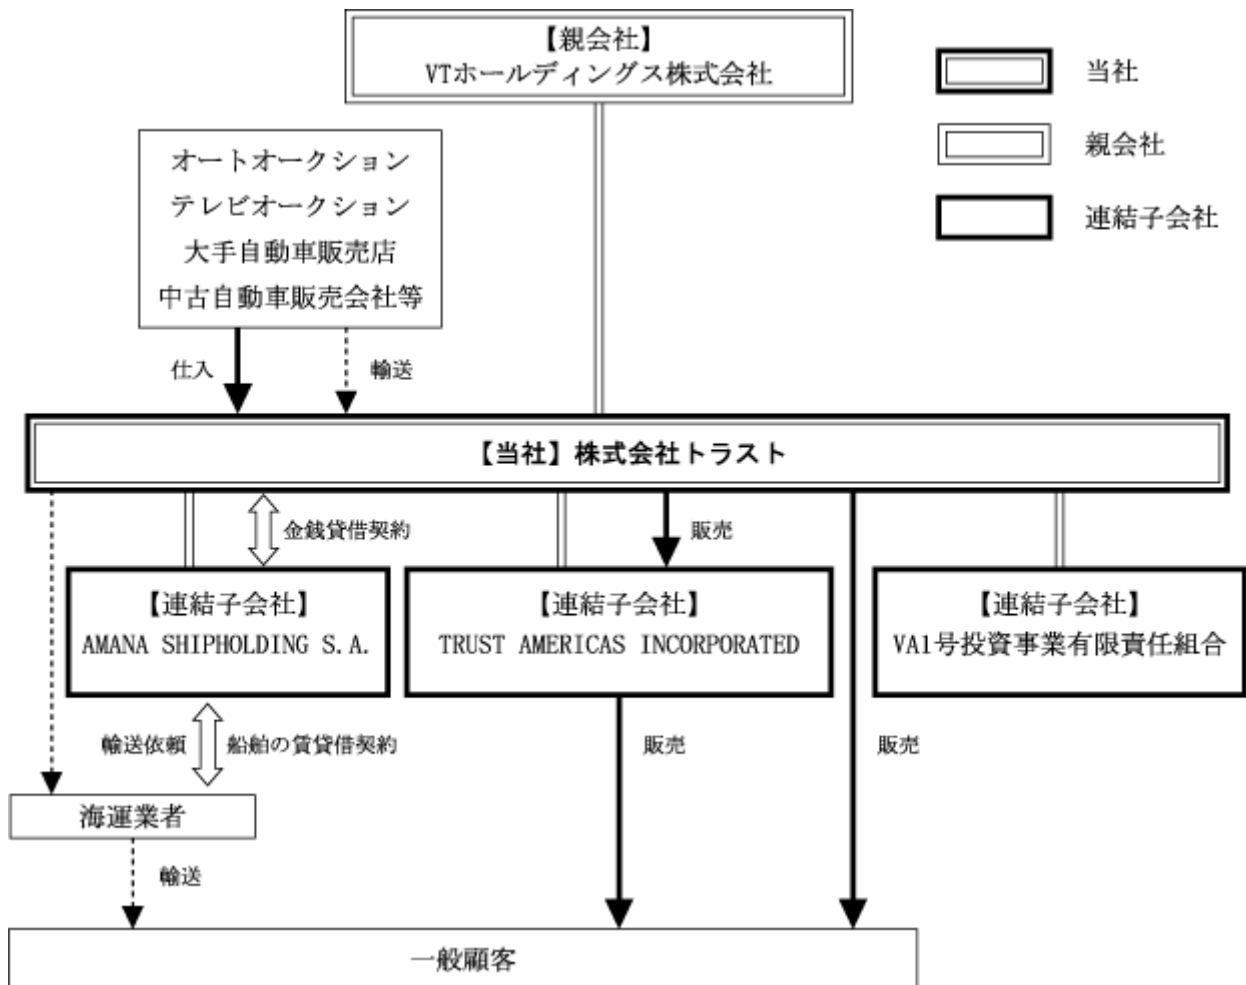 【親会社】
VTホールディングス株式会社
当社
親会社
連結子会社
オートオークション
テレビオークション
大手自動車販売店
中古自動車販売会社等
仕入
輸送
【当社】株式会社トラスト
金銭貸借契約
販売
【連結子会社】
AMANA SHIPHOLDING S.A.
【連結子会社】
TRUST AMERICAS INCORPORATED
【連結子会社】
VA1号投資事業有限責任組合
輸送依頼
船舶の賃貸借契約
販売
販売
海運業者
輸送
一般顧客